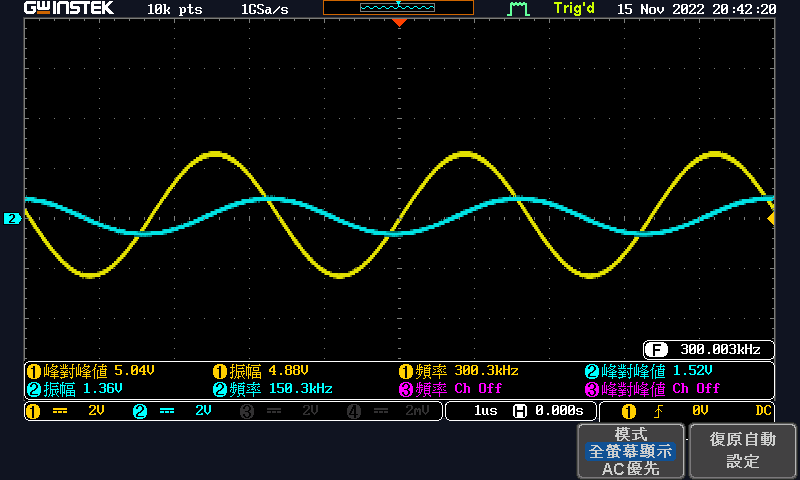 GWINSTEK 10k pts 1GSa/s Trig'd 15 Nov 2022 20:42:20
2
F 300.003kHz
1峰對峰值 5.04V 1振幅 4.88V 1頻率 300.3kHz 2峰對峰值 1.52V
2振幅 1.36V 2頻率 150.3kHz 3頻率 Ch Off 3峰對峰值 Ch Off
1 2V 2 2V 3 2V 4 2mV 1us H 0.000s 1 0V DC
模式
全螢幕顯示
AC優先
復原自動
設定